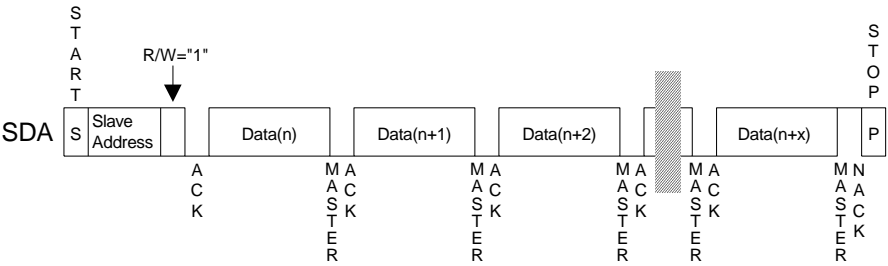 START
R/W="1"
STOP
SDA
S
Slave
Address
Data(n)
Data(n+1)
Data(n+2)
Data(n+x)
P
ACK
MASTER
ACK
MASTER
ACK
MASTER
ACK
MASTER
ACK
MASTER
NACK